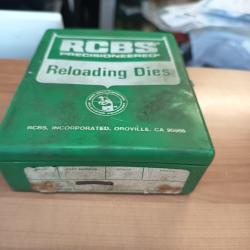 RCBS
PRECISIONEERED
Reloading Dies
RCBS, INCORPORATED, OROVILLE, CA 95965